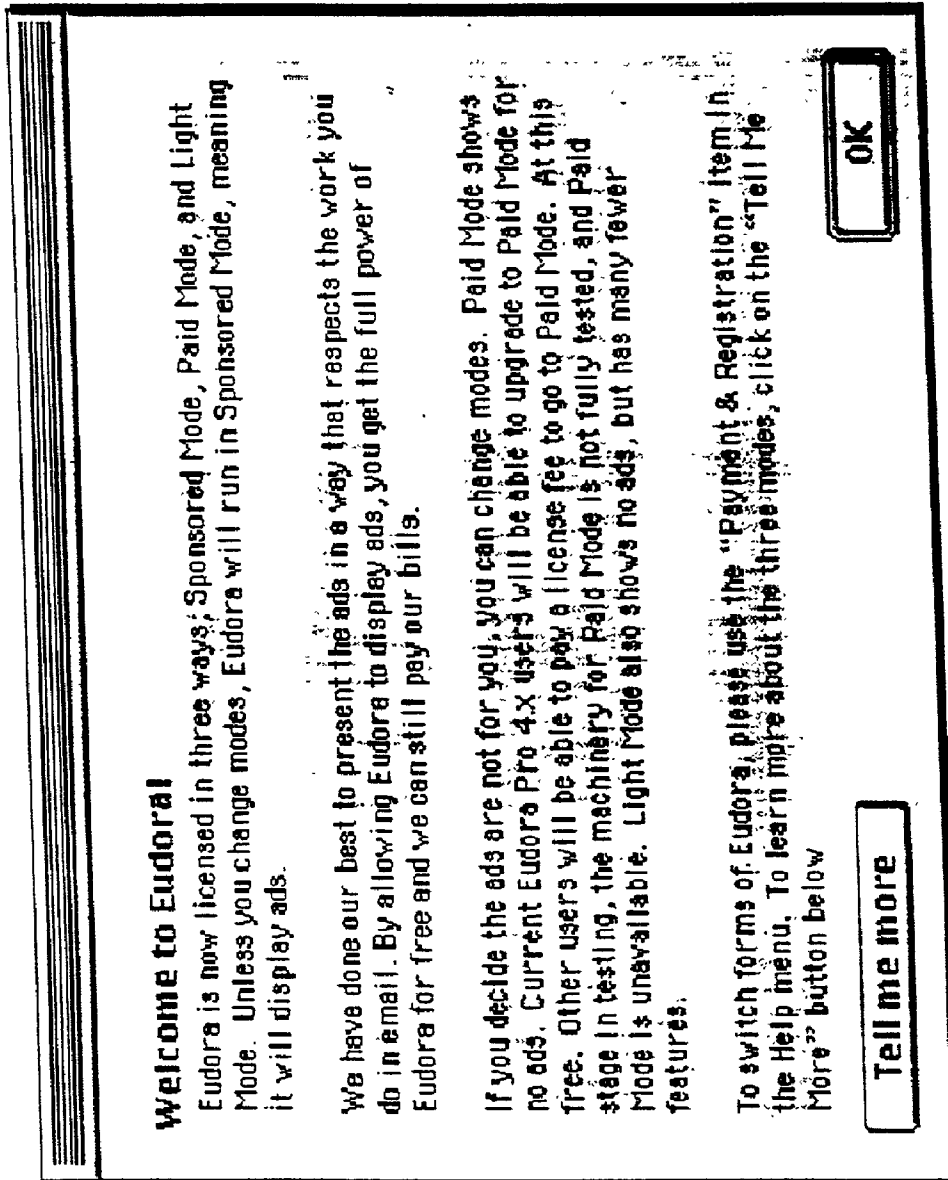 Welcome to Eudora!
Eudora is now licensed in three ways; Sponsored Mode, Paid Mode, and Light
Mode. Unless you change modes, Eudora will run in Sponsored Mode, meaning
it will display ads.
We have done our best to present the ads in a way that respects the work you
do in email. By allowing Eudora to display ads, you get the full power of
Eudora for free and we can still pay our bills.
If you decide the ads are not for you, you can change modes. Paid Mode shows
no ads. Current Eudora Pro 4.x users will be able to upgrade to Paid Mode for
free. Other users will be able to pay a license fee to go to Paid Mode. At this
stage in testing, the machinery for Paid Mode is not fully tested, and Paid
Mode is unavailable. Light Mode also shows no ads, but has many fewer
features.
To switch forms of Eudora, please use the “Payment & Registration” item in
the Help menu. To learn more about the three modes, click on the “Tell Me
More” button below
Tell me more
OK